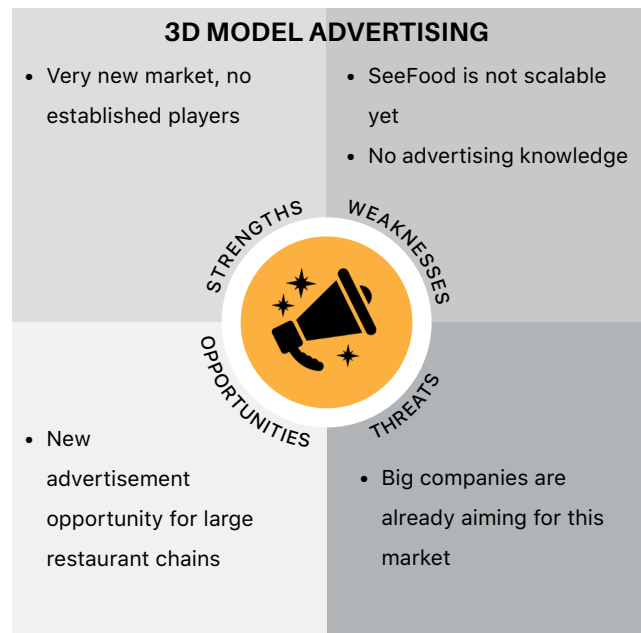 3D MODEL ADVERTISING
• Very new market, no
established players
• SeeFood is not scalable
yet
• No advertising knowledge
STRENGTHS
WEAKNESSES
OPPORTUNITIES
THREATS
• New
advertisement
opportunity for large
restaurant chains
• Big companies are
already aiming for this
market